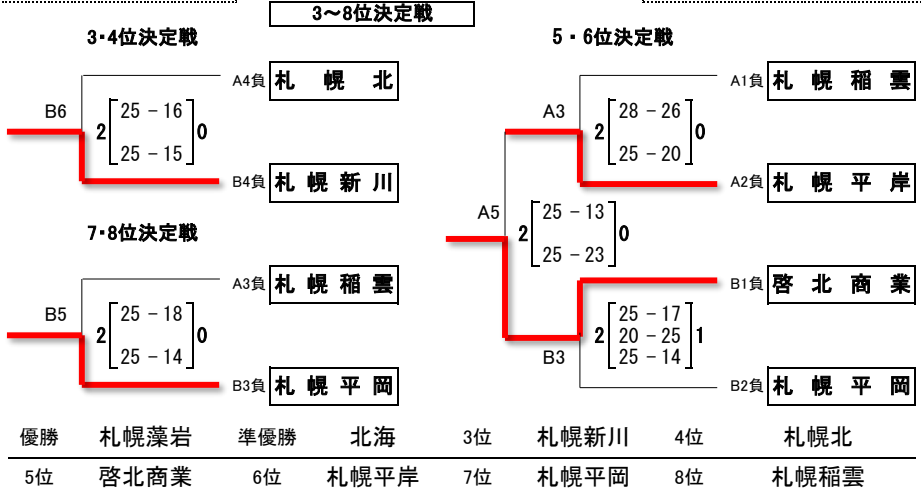 3～8位決定戦
3・4位決定戦
A4負 札幌北
B6
2 25 － 16 0
25 － 15
B4負 札幌新川
7・8位決定戦
A3負 札幌稲雲
B5
2 25 － 18 0
25 － 14
B3負 札幌平岡
5・6位決定戦
A1負 札幌稲雲
A3
2 28 － 26 0
25 － 20
A2負 札幌平岸
A5
2 25 － 13 0
25 － 23
B1負 啓北商業
B3
25 － 17
2 20 － 25 1
25 － 14
B2負 札幌平岡
優勝 札幌藻岩 準優勝 北海 3位 札幌新川 4位 札幌北
5位 啓北商業 6位 札幌平岸 7位 札幌平岡 8位 札幌稲雲